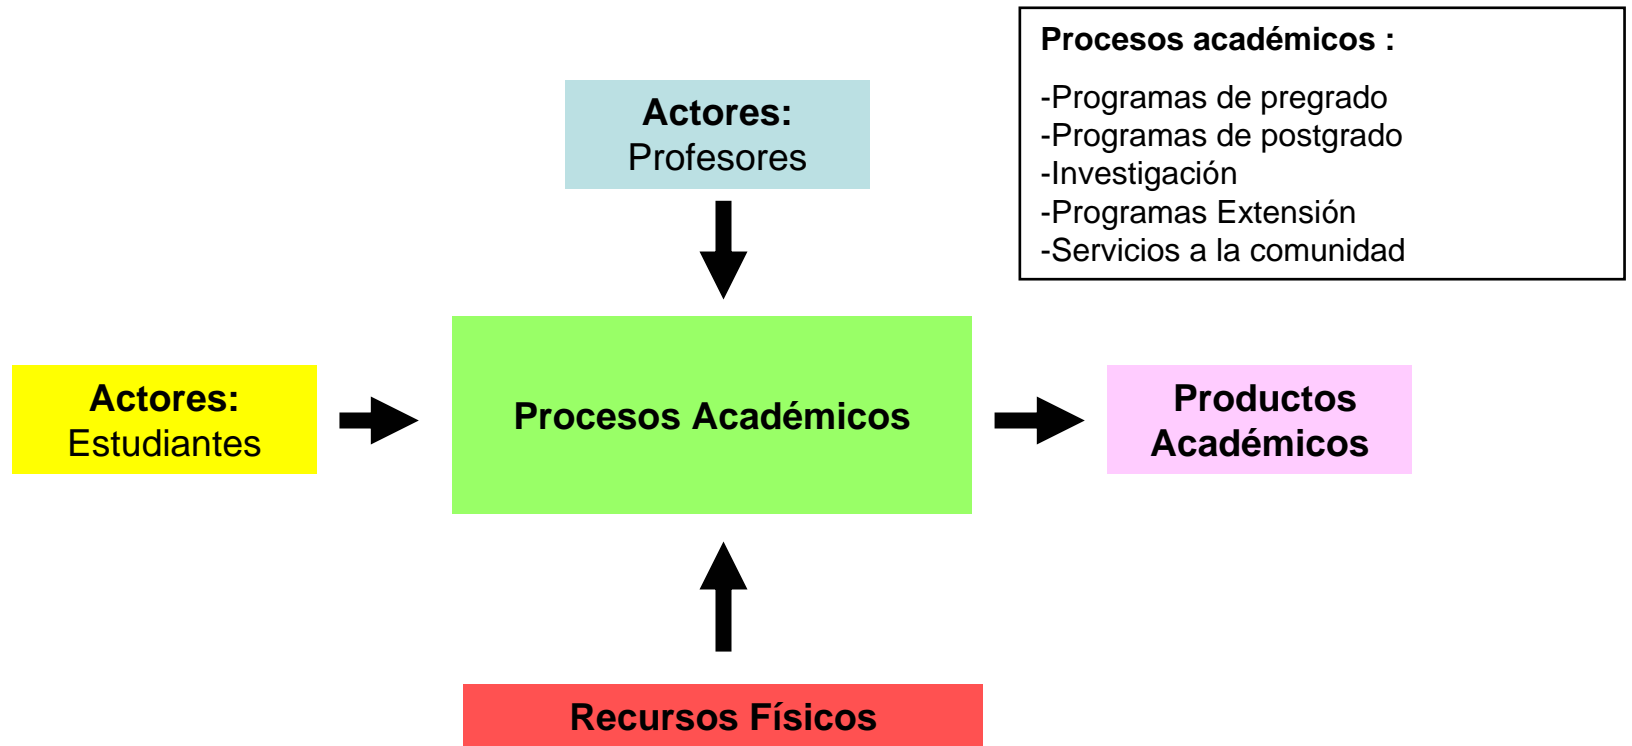 Procesos académicos :
-Programas de pregrado
-Programas de postgrado
-Investigación
-Programas Extensión
-Servicios a la comunidad
Actores:
Profesores
Actores:
Estudiantes
Procesos Académicos
Productos
Académicos
Recursos Físicos